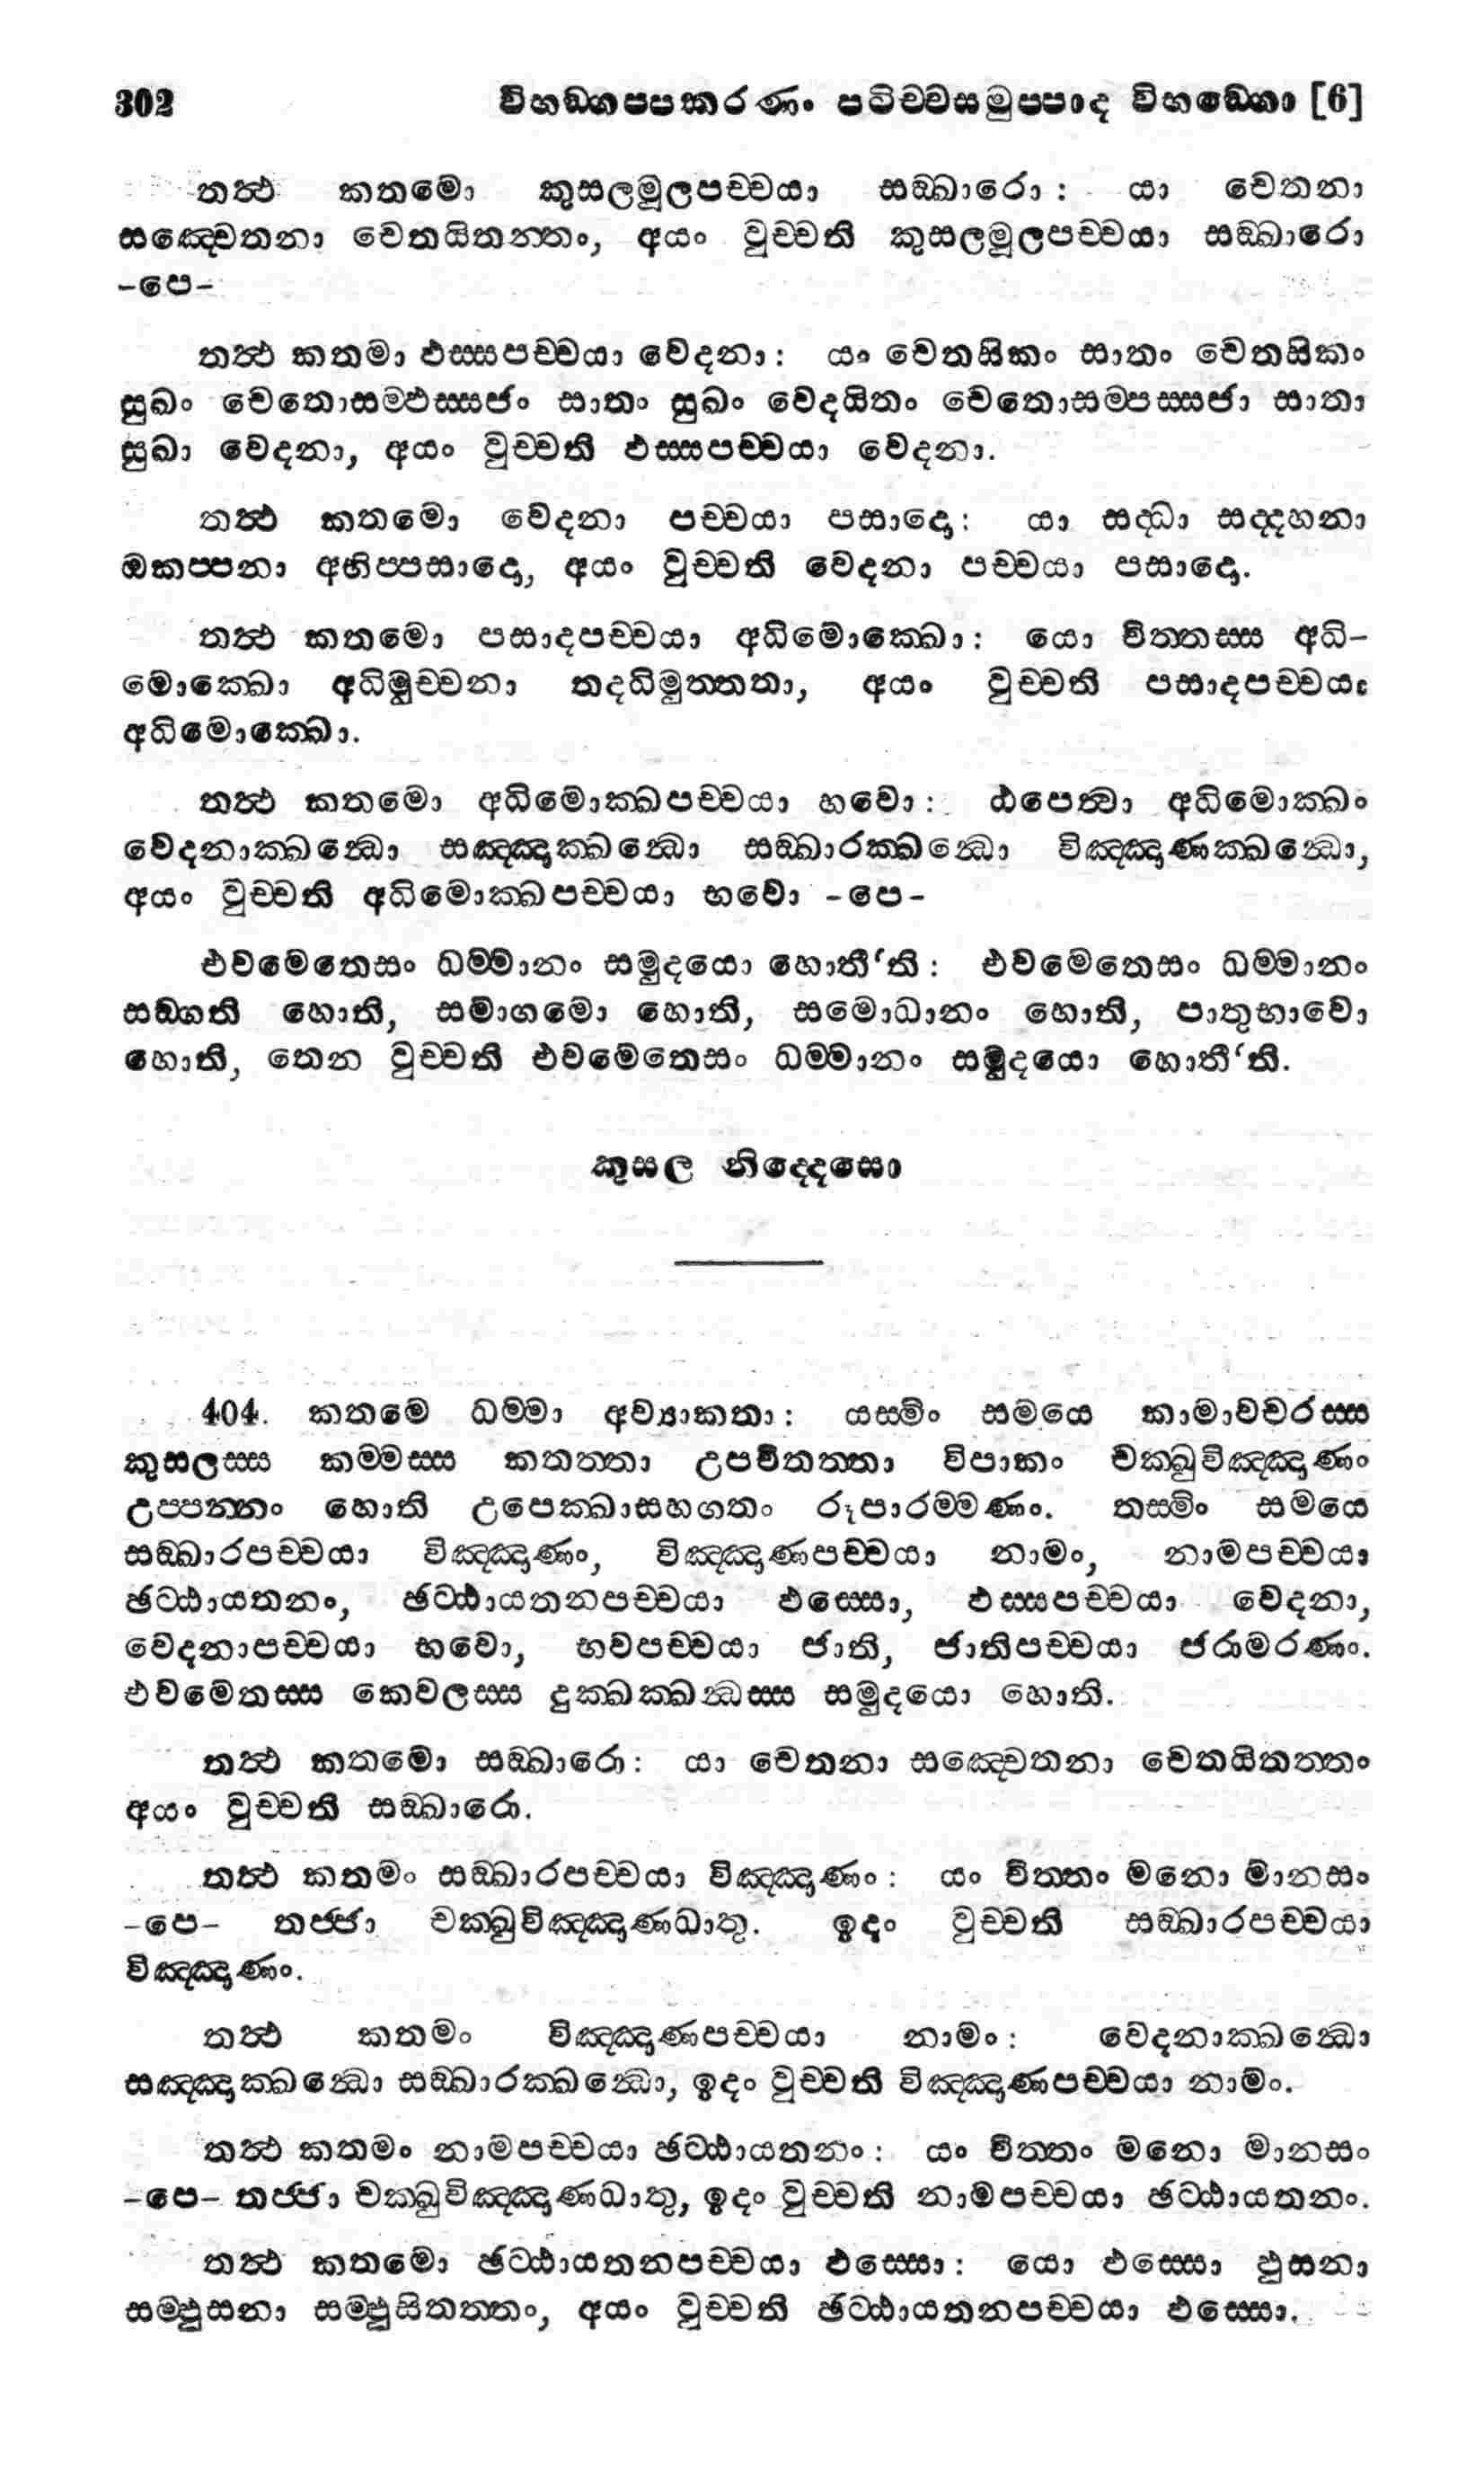 302 විභඞ්ගපපකරණං පටිච්චසමුප්පාද විභඞ්ගො [6]
තත්‍ථ කතමො කුසලමූලපච්චයා සඞ්ඛාරො: යා චෙතනා
සඤ්චෙතනා චෙතයිතත්තං, අයං වුච්චති කුසලමූලපච්චයා සඞ්ඛාරො
-පෙ-
තත්‍ථ කතමා ඵස්සපච්චයා වෙදනා: යං චෙතසිකං සාතං චෙතසිකං
සුඛං චෙතොසම්ඵස්සජං සාතං සුඛං වෙදයිතං චෙතොසම්පස්සජා සාතා
සුඛා වෙදනා, අයං වුච්චති ඵස්සපච්චයා වෙදනා.
තත්‍ථ කතමො වෙදනා පච්චයා පසාදො: යා සද්ධා සද්දහනා
ඔකප්පනා අභිප්පසාදො, අයං වුච්චති වෙදනා පච්චයා පසාදො.
තත්‍ථ කතමො පසාදපච්චයා අධිමොක්ඛො: යො චිත්තස්ස අධි-
මොක්ඛො අධිමුච්චනා තදධිමුත්තතා, අයං වුච්චති පසාදපච්චයා
අධිමොක්ඛො.
තත්‍ථ කතමො අධිමොක්ඛපච්චයා භවො: ඨපෙත්‍වා අධිමොක්ඛං
වෙදනාක්ඛන්‍ධො සඤ්ඤාක්ඛන්‍ධො සඞ්ඛාරක්ඛන්‍ධො විඤ්ඤාණක්ඛන්‍ධො,
අයං වුච්චති අධිමොක්ඛපච්චයා භවො -පෙ-
එවමෙතෙසං ධම්මානං සමුදයො හොතී‘ති: එවමෙතෙසං ධම්මානං
සඞ්ගති හොති, සමාගමො හොති, සමොධානං හොති, පාතුභාවො
හොති, තෙන වුච්චති එවමෙතෙසං ධම්මානං සමුදයො හොතී‘ති.
කුසල නිද්දෙසො
404. කතමෙ ධම්මා අව්‍යාකතා: යස්මිං සමයෙ කාමාවචරස්ස
කුසලස්ස කම්මස්ස කතත්තා උපචිතත්තා විපාකං චක්ඛුවිඤ්ඤාණං
උප්පන්නං හොති උපෙක්ඛාසහගතං රූපාරම්මණං. තස්මිං සමයෙ
සඞ්ඛාරපච්චයා විඤ්ඤාණං, විඤ්ඤාණපච්චයා නාමං, නාමපච්චයා
ඡට්ඨායතනං, ඡට්ඨායතනපච්චයා ඵස්සො, ඵස්සපච්චයා වෙදනා,
වෙදනාපච්චයා භවො, භවපච්චයා ජාති, ජාතිපච්චයා ජරාමරණං.
එවමෙතස්ස කෙවලස්ස දුක්ඛක්ඛන්‍ධස්ස සමුදයො හොති.
තත්‍ථ කතමො සඞ්ඛාරො: යා චෙතනා සඤ්චෙතනා චෙතයිතත්තං
අයං වුච්චති සඞ්ඛාරො.
තත්‍ථ කතමං සඞ්ඛාරපච්චයා විඤ්ඤාණං: යං චිත්තං මනො මානසං
-පෙ- තජ්ජා චක්ඛුවිඤ්ඤාණධාතු. ඉදං වුච්චති සඞ්ඛාරපච්චයා
විඤ්ඤාණං.
තත්‍ථ කතමං විඤ්ඤාණපච්චයා නාමං: වෙදනාක්ඛන්‍ධො
සඤ්ඤාක්ඛන්‍ධො සඞ්ඛාරක්ඛන්‍ධො, ඉදං වුච්චති විඤ්ඤාණපච්චයා නාමං.
තත්‍ථ කතමං නාමපච්චයා ඡට්ඨායතනං: යං චිත්තං මනො මානසං
-පෙ- තජ්ජා චක්ඛුවිඤ්ඤාණධාතු, ඉදං වුච්චති නාමපච්චයා ඡට්ඨායතනං.
තත්‍ථ කතමො ඡට්ඨායතනපච්චයා ඵස්සො: යො ඵස්සො ඵුසනා
සම්ඵුසනා සම්ඵුසිතත්තං, අයං වුච්චති ඡට්ඨායතනපච්චයා ඵස්සො.